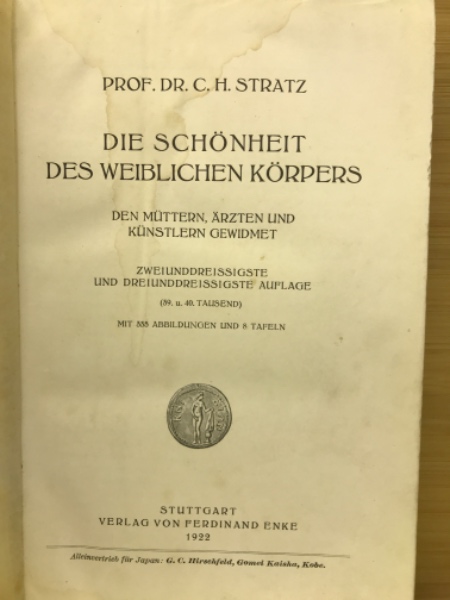 PROF. DR. C. H. STRATZ
DIE SCHÖNHEIT
DES WEIBLICHEN KÖRPERS
DEN MÜTTERN, ÄRZTEN UND
KÜNSTLERN GEWIDMET
ZWEIUNDDREISSIGSTE
UND DREIUNDDREISSIGSTE AUFLAGE
(39. u. 40. TAUSEND)
MIT 335 ABBILDUNGEN UND 8 TAFELN
STUTTGART
VERLAG VON FERDINAND ENKE
1922
Alleinvertrieb für Japan: G. C. Hirschfeld, Gomei Kaisha, Kobe.